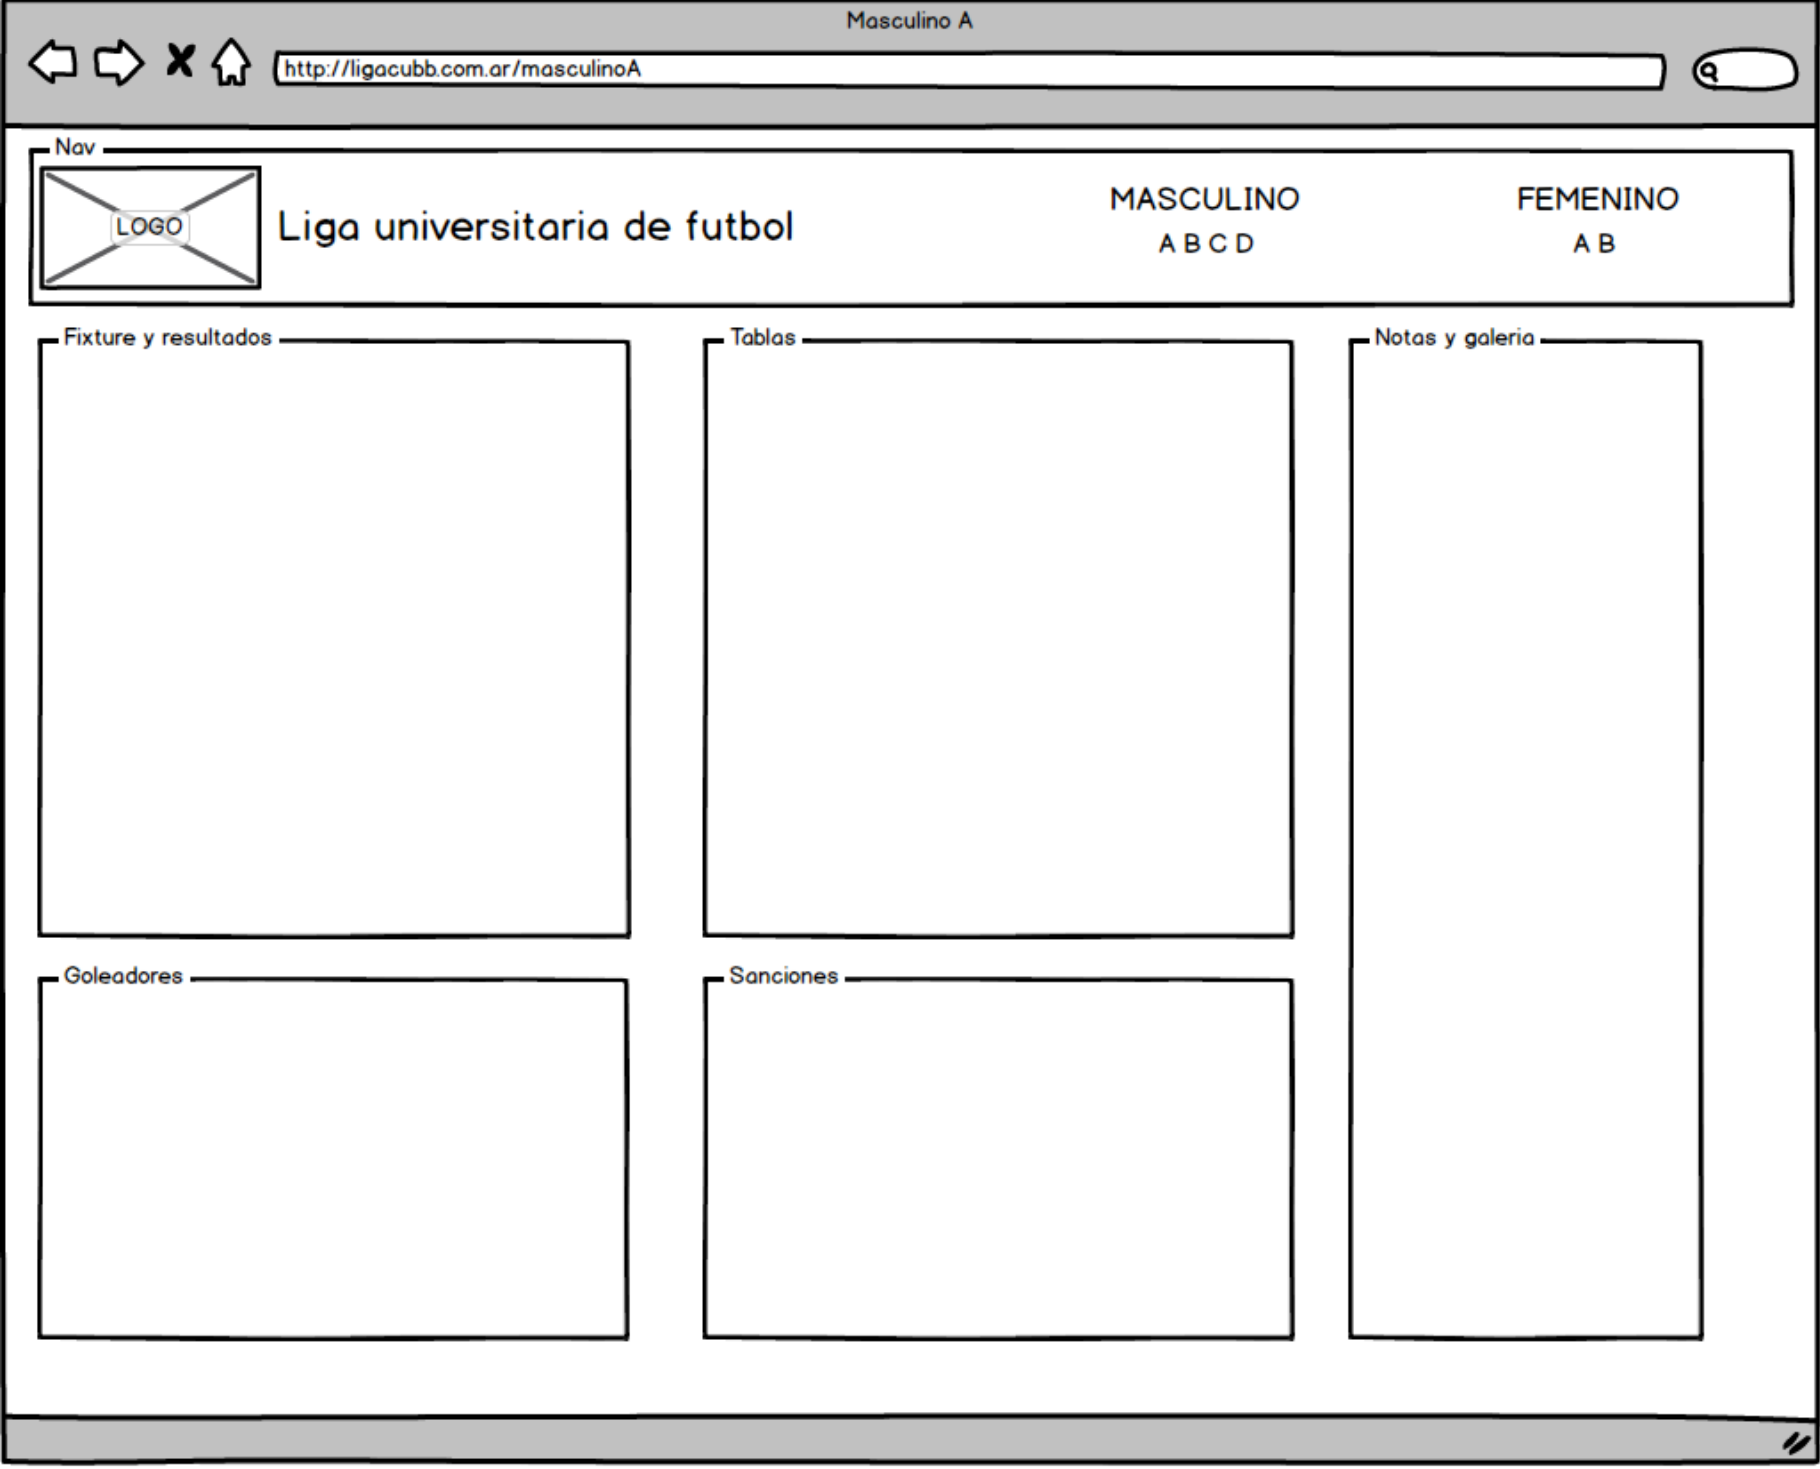 Masculino A
http://ligacubb.com.ar/masculinoA
Nav
LOGO
Liga universitaria de futbol
MASCULINO
A B C D
FEMENINO
A B
Fixture y resultados
Tablas
Notas y galeria
Goleadores
Sanciones